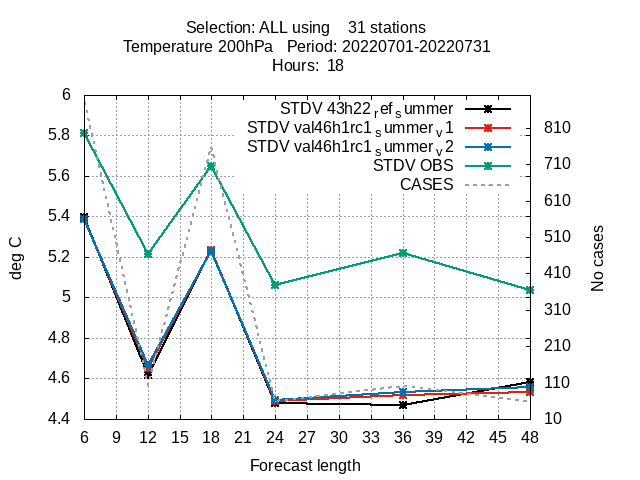 Selection: ALL using    31 stations
Temperature 200hPa   Period: 20220701-20220731
Hours:  18
6
5.8
5.6
5.4
5.2
5
4.8
4.6
4.4
deg C
STDV 43h22refsummer
STDV val46h1rc1summerv1
STDV val46h1rc1summerv2
STDV OBS
CASES
810
710
610
510
410
310
210
110
10
No cases
6 9 12 15 18 21 24 27 30 33 36 39 42 45 48
Forecast length